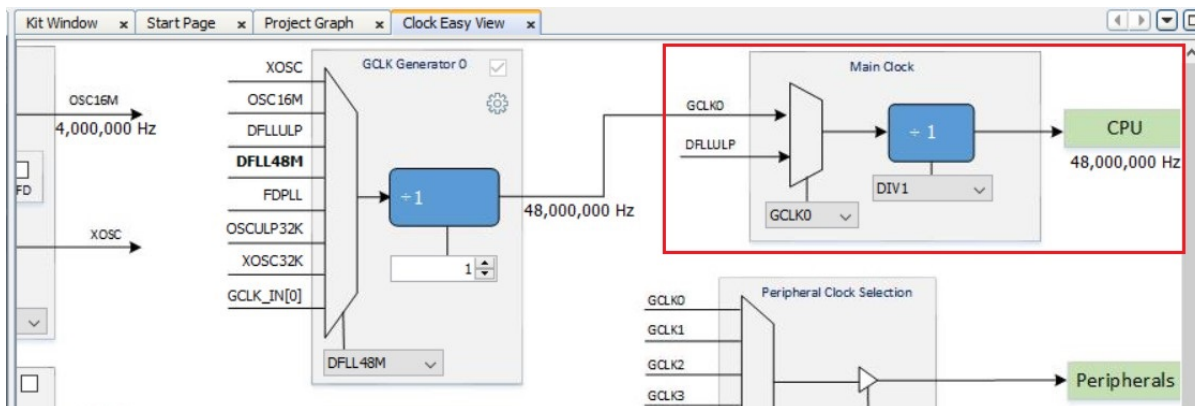 Kit Window x Start Page x Project Graph x Clock Easy View x
OSC16M
4,000,000 Hz
FD
XOSC
GCLK Generator 0
XOSC
OSC16M
DFLLULP
DFLL48M
FDPLL
OSCULP32K
XOSC32K
GCLK_IN[0]
÷1
1
DFLL48M
48,000,000 Hz
Main Clock
GCLK0
DFLLULP
÷ 1
GCLK0
DIV1
CPU
48,000,000 Hz
Peripheral Clock Selection
GCLK0
GCLK1
GCLK2
GCLK3
Peripherals